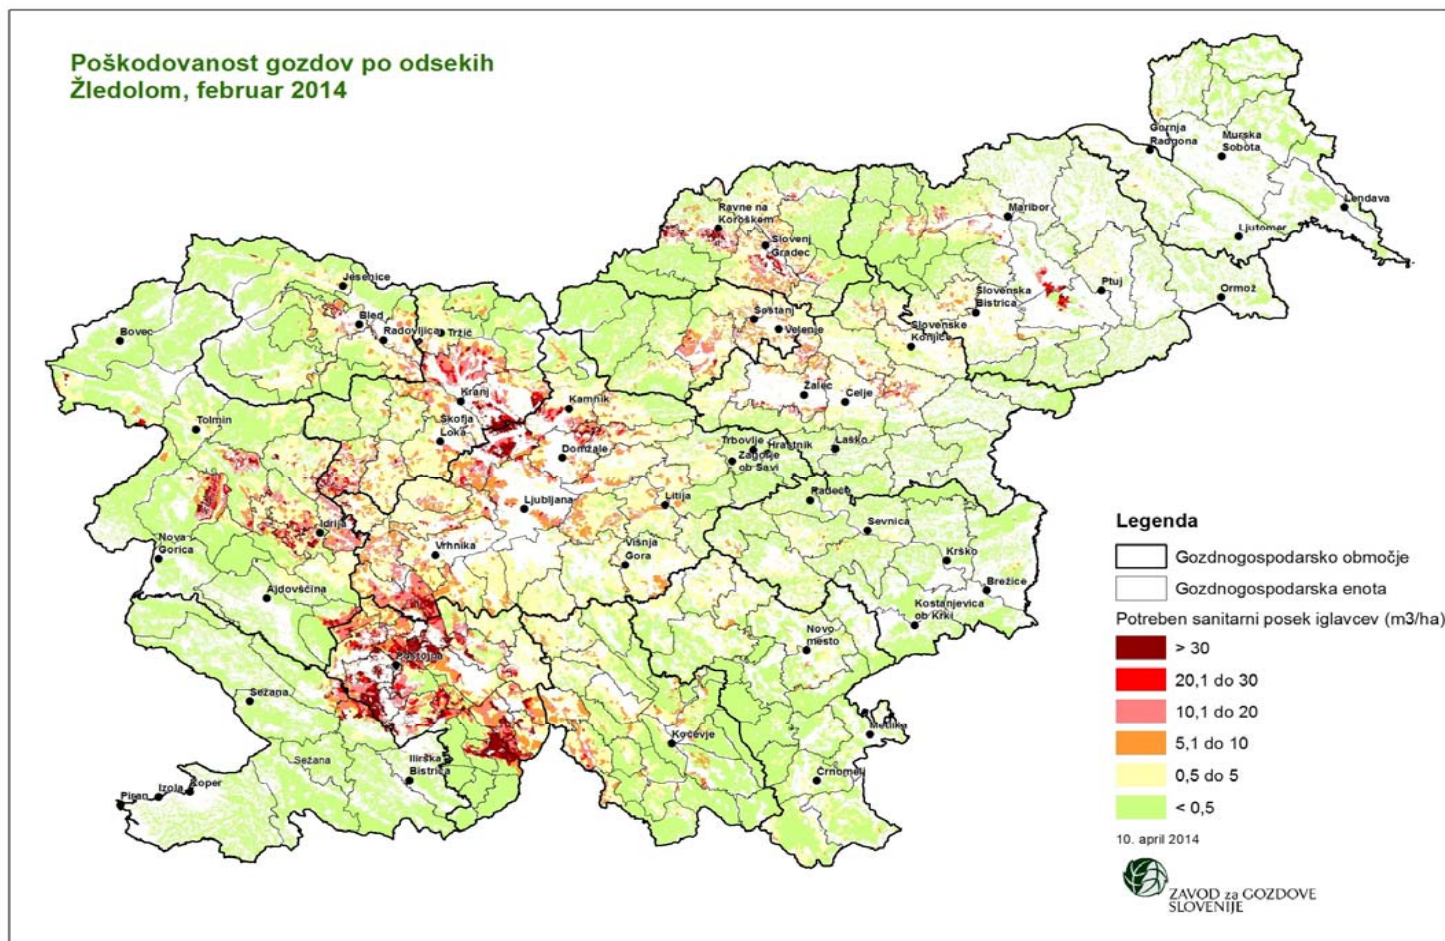 Poškodovanost gozdov po odsekih
Žledolom, februar 2014
Gornja
Radgona
Murska
Sobota
Lendava
Ljutomer
Ormož
Ptuj
Maribor
Ravne na
Koroškem
Slovenj
Gradec
Slovenska
Bistrica
Slovenske
Konjice
Šoštanj
Velenje
Jesenice
Bled
Radovljica
Tržič
Bovec
Kranj
Kamnik
Žalec
Celje
Tolmin
Škofja
Loka
Domžale
Trbovlje
Hrastnik
Zagorje
ob Savi
Laško
Ljubljana
Litija
Radeče
Sevnica
Idrija
Nova
Gorica
Vrhnika
Višnja
Gora
Krško
Brežice
Ajdovščina
Kostanjevica
ob Krki
Novo
mesto
Postojna
Sežana
Metlika
Kočevje
Sežana
Ilirska
Bistrica
Črnomelj
Koper
Izola
Piran
Legenda
Gozdnogospodarsko območje
Gozdnogospodarska enota
Potreben sanitarni posek iglavcev (m3/ha)
> 30
20,1 do 30
10,1 do 20
5,1 do 10
0,5 do 5
< 0,5
10. april 2014
ZAVOD za GOZDOVE
SLOVENIJE